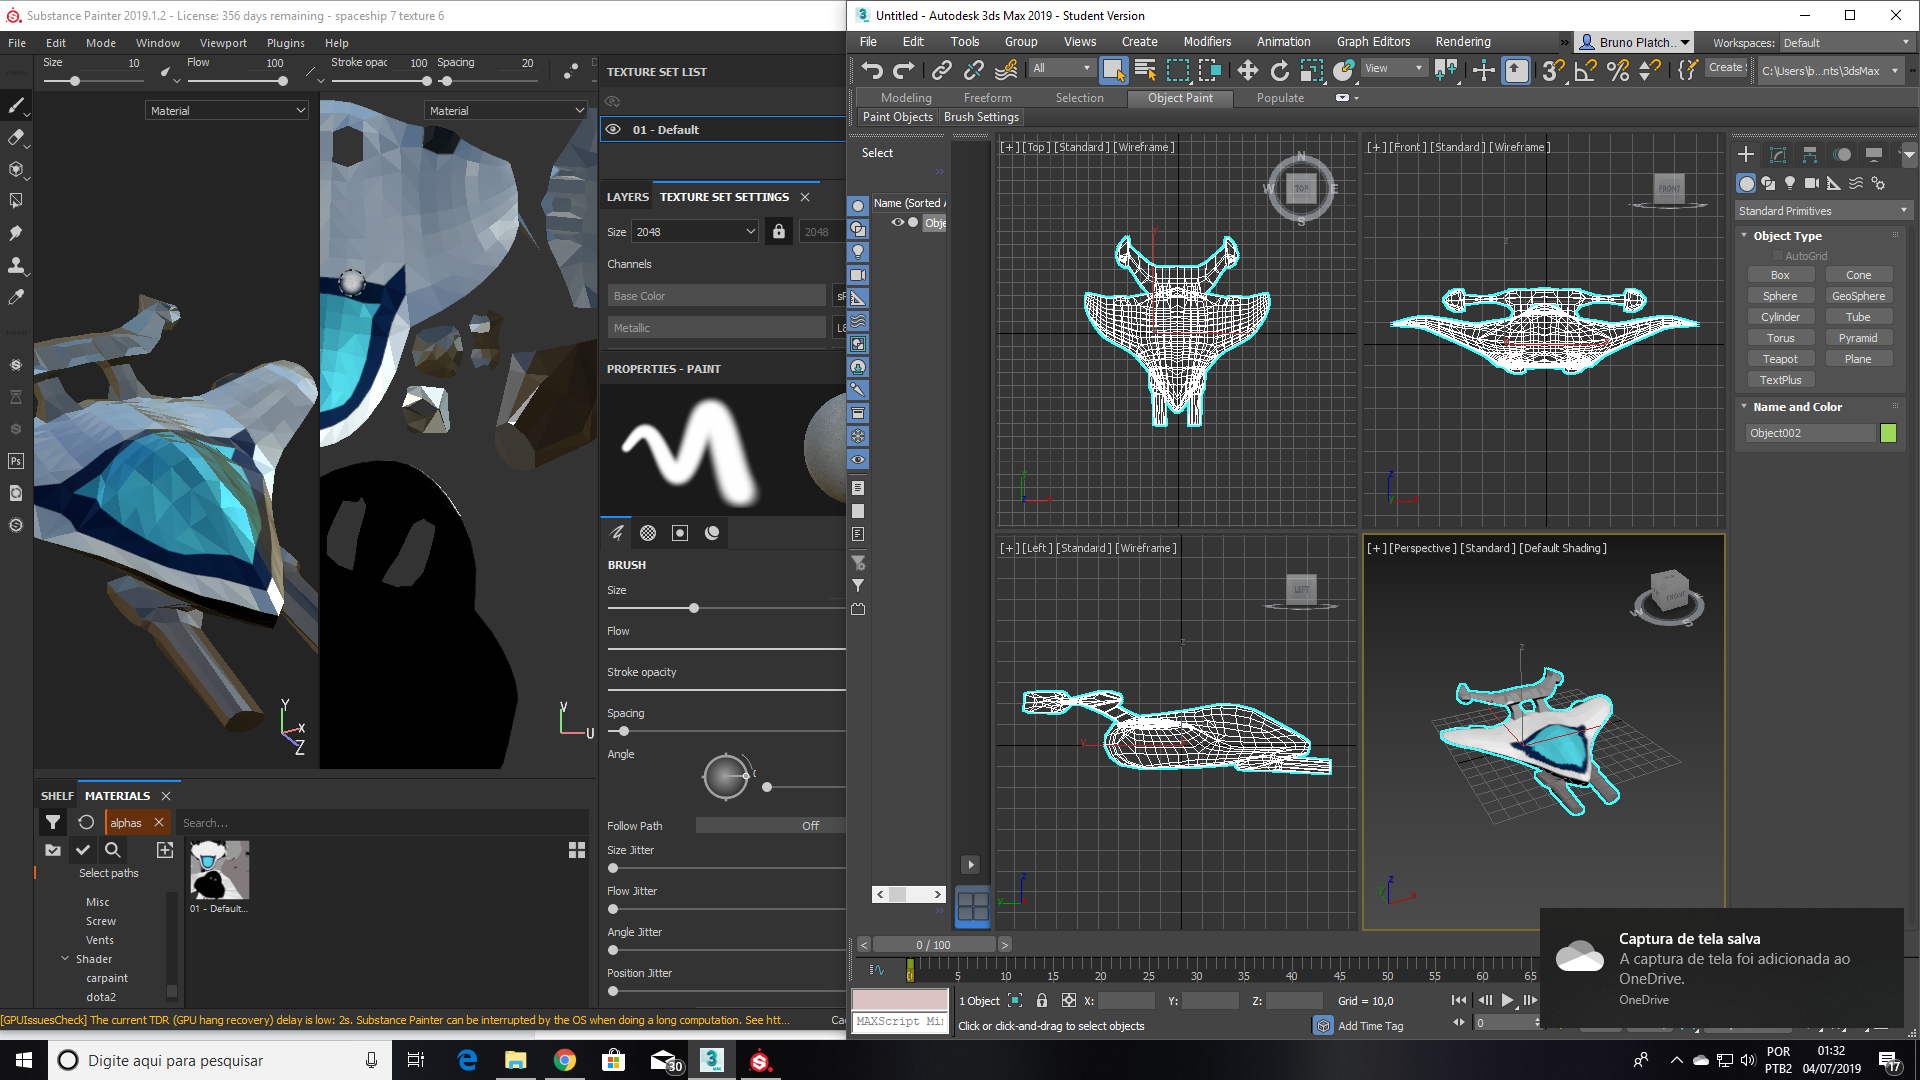 Substance Painter 2019.1.2 - License: 356 days remaining - spaceship 7 texture 6
File Edit Mode Window Viewport Plugins Help
Size 10 Flow 100 Stroke opac 100 Spacing 20
Material
Material
TEXTURE SET LIST
01 - Default
LAYERS TEXTURE SET SETTINGS
Size 2048 2048
Channels
Base Color
Metallic
PROPERTIES - PAINT
BRUSH
Size
Flow
Stroke opacity
Spacing
Angle
Follow Path Off
Size Jitter
Flow Jitter
Angle Jitter
Position Jitter
Y
X
Z
V
U
Ps
SHELF MATERIALS
alphas Search...
Select paths
Misc
Screw
Vents
Shader
carpaint
dota2
01 - Default...
[GPUIssuesCheck] The current TDR (GPU hang recovery) delay is low: 2s. Substance Painter can be interrupted by the OS when doing a long computation. See htt...
Untitled - Autodesk 3ds Max 2019 - Student Version
File Edit Tools Group Views Create Modifiers Animation Graph Editors Rendering
Bruno Platch.. Workspaces: Default
All View Create C:\Users\b...nts\3dsMax
Modeling Freeform Selection Object Paint Populate
Paint Objects Brush Settings
Select
Name (Sorted A
Obje
[+] [Top] [Standard] [Wireframe]
TOP
N
W
E
S
[+] [Front] [Standard] [Wireframe]
FRONT
[+] [Left] [Standard] [Wireframe]
LEFT
[+] [Perspective] [Standard] [Default Shading]
FRONT
W
S
Standard Primitives
Object Type
AutoGrid
Box Cone
Sphere GeoSphere
Cylinder Tube
Torus Pyramid
Teapot Plane
TextPlus
Name and Color
Object002
0 / 100
0 5 10 15 20 25 30 35 40 45 50 55 60 65
1 Object X: Y: Z: Grid = 10,0
MAXScript Mi
Click or click-and-drag to select objects
Add Time Tag
0
Captura de tela salva
A captura de tela foi adicionada ao
OneDrive.
OneDrive
Digite aqui para pesquisar
30
3
MAX
POR
PTB2
01:32
04/07/2019
17